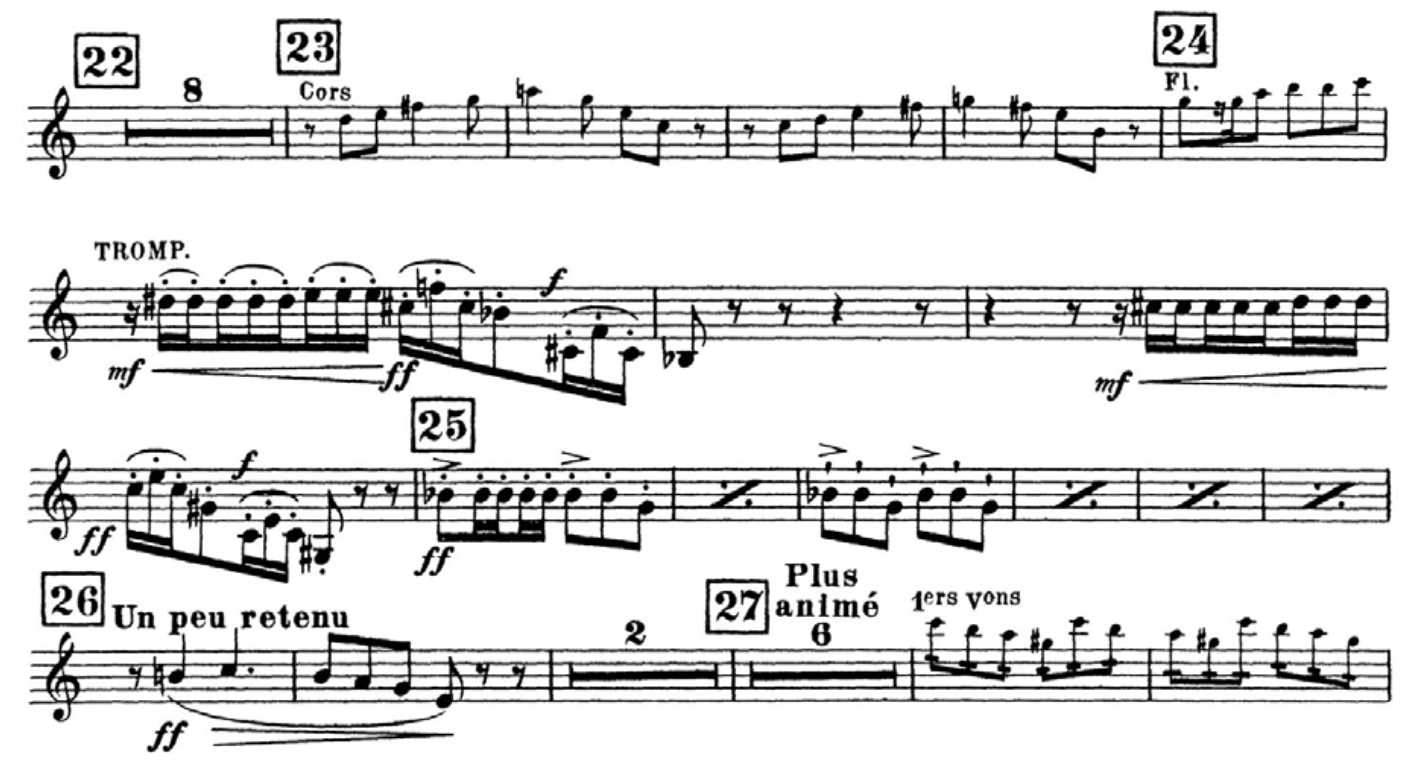 22 8 23 Cors 24 Fl.
TROMP.
mf ff f mf
ff f 25 ff
26 Un peu retenu 2 27 Plus animé 6 1ers vons
ff